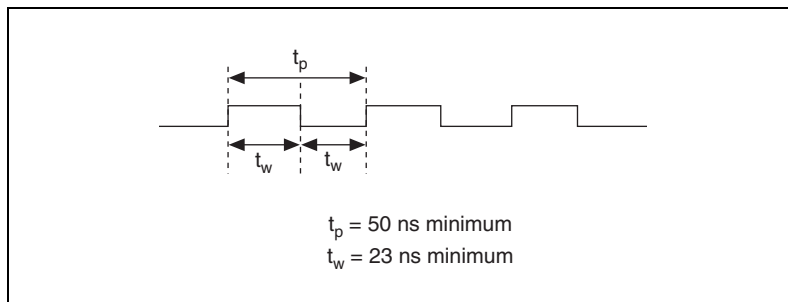 tp
tw tw
tp = 50 ns minimum
tw = 23 ns minimum